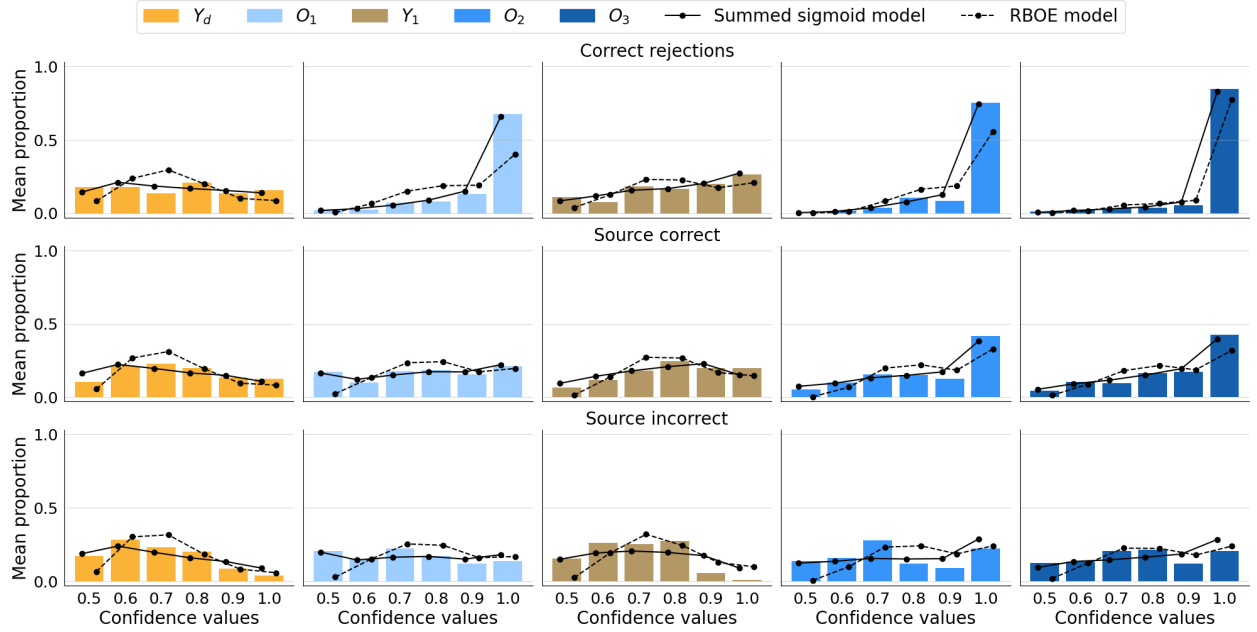 Y_d O_1 Y_1 O_2 O_3 Summed sigmoid model RBOE model
Correct rejections
Mean proportion
1.0
0.5
0.0
Source correct
Mean proportion
1.0
0.5
0.0
Source incorrect
Mean proportion
1.0
0.5
0.0
0.5 0.6 0.7 0.8 0.9 1.0
Confidence values
0.5 0.6 0.7 0.8 0.9 1.0
Confidence values
0.5 0.6 0.7 0.8 0.9 1.0
Confidence values
0.5 0.6 0.7 0.8 0.9 1.0
Confidence values
0.5 0.6 0.7 0.8 0.9 1.0
Confidence values